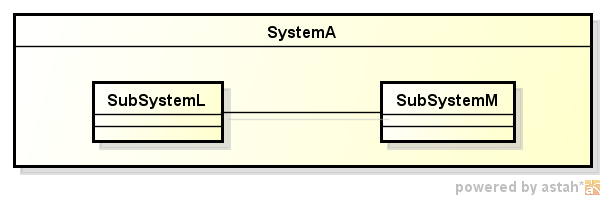 SystemA
SubSystemL
SubSystemM
powered by astah*